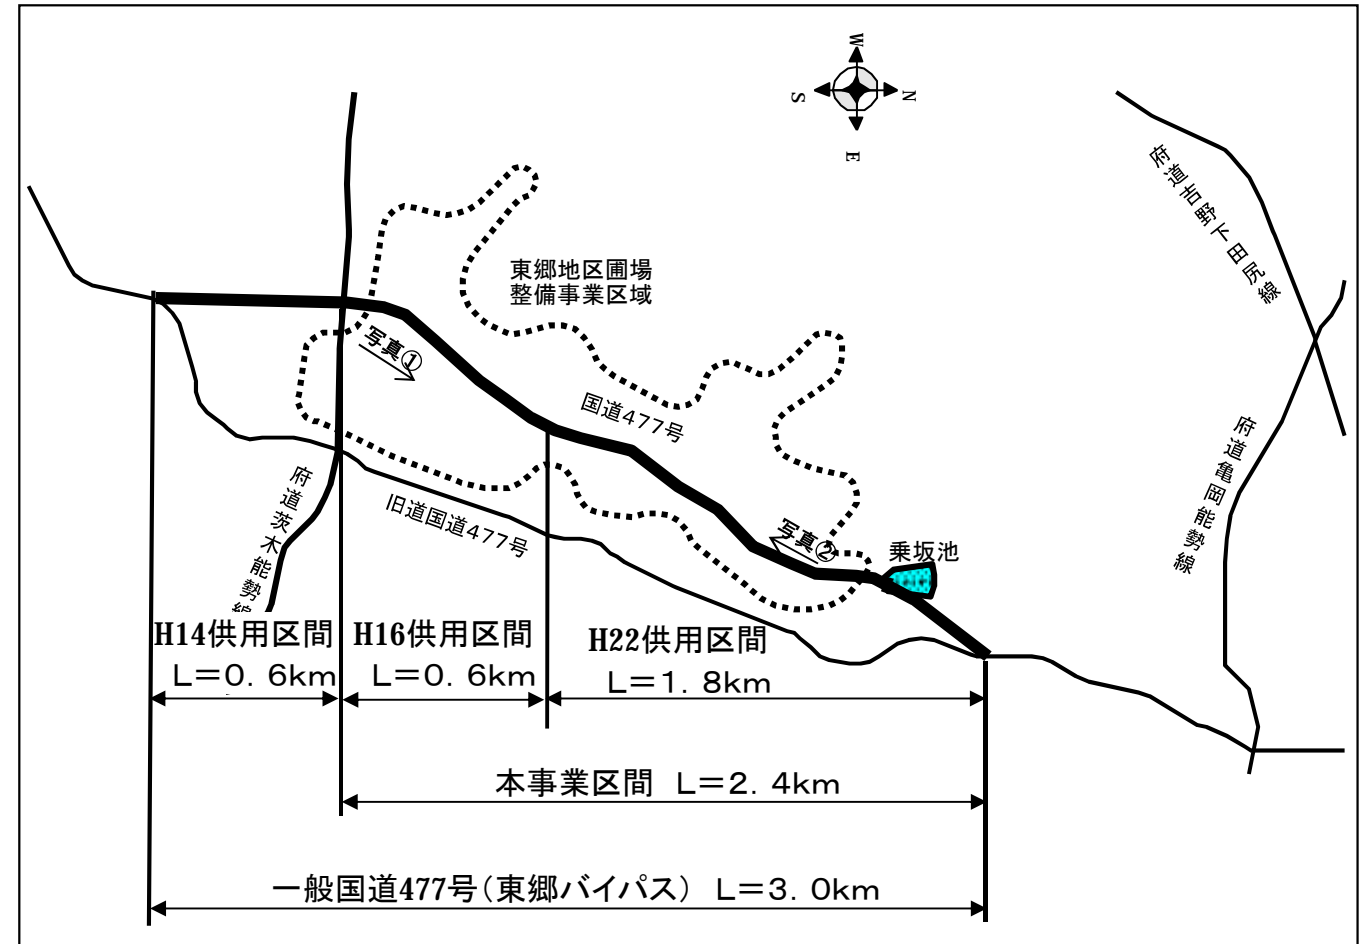 W
S
N
E
府道吉野下田尻線
東郷地区圃場
整備事業区域
写真①
国道477号
府道亀岡能勢線
府道茨木能勢線
旧道国道477号
写真②
乗坂池
H14供用区間
L=0.6km
H16供用区間
L=0.6km
H22供用区間
L=1.8km
本事業区間 L=2.4km
一般国道477号(東郷バイパス) L=3.0km